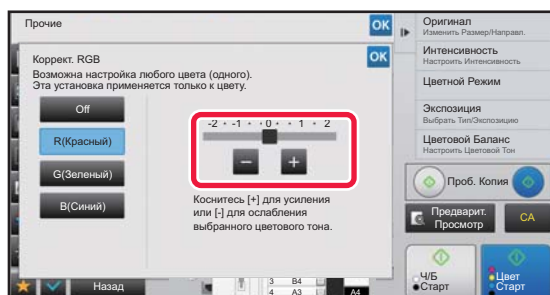 Прочие
OK
Коррект. RGB
OK
Возможна настройка любого цвета (одного).
Эта установка применяется только к цвету.
Off
R(Красный)
G(Зеленый)
B(Синий)
-2 • -1 • •0• • 1 • 2
Коснитесь [+] для усиления
или [-] для ослабления
выбранного цветового тона.
Назад
3 B4
4 A3
A4
Оригинал
Изменить Размер/Направл.
Интенсивность
Настроить Интенсивность
Цветной Режим
Экспозиция
Выбрать Тип/Экспозицию
Цветовой Баланс
Настроить Цветовой Тон
Проб. Копия
Предварит.
Просмотр
CA
Ч/Б
Старт
Цвет
Старт